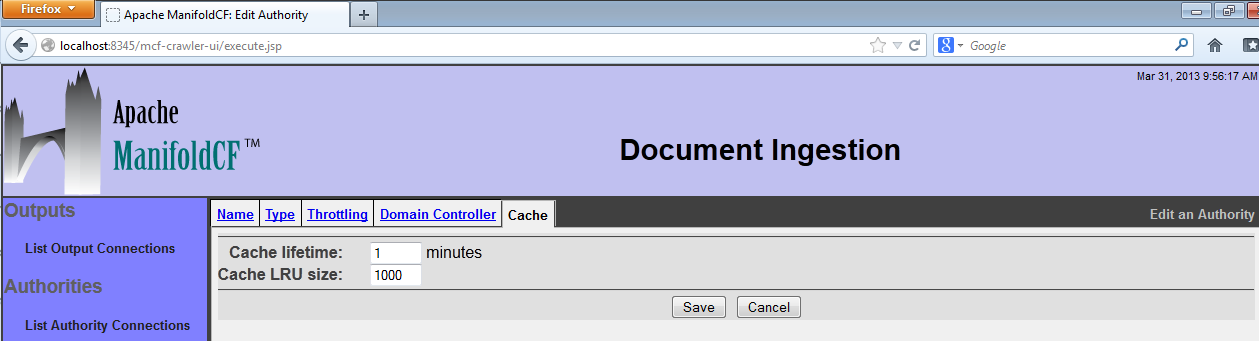 Firefox
Apache ManifoldCF: Edit Authority
+
localhost:8345/mcf-crawler-ui/execute.jsp
8 Google
Mar 31, 2013 9:56:17 AM
Apache
ManifoldCF™
Document Ingestion
Outputs
List Output Connections
Authorities
List Authority Connections
Name Type Throttling Domain Controller Cache
Edit an Authority
Cache lifetime: 1 minutes
Cache LRU size: 1000
Save Cancel